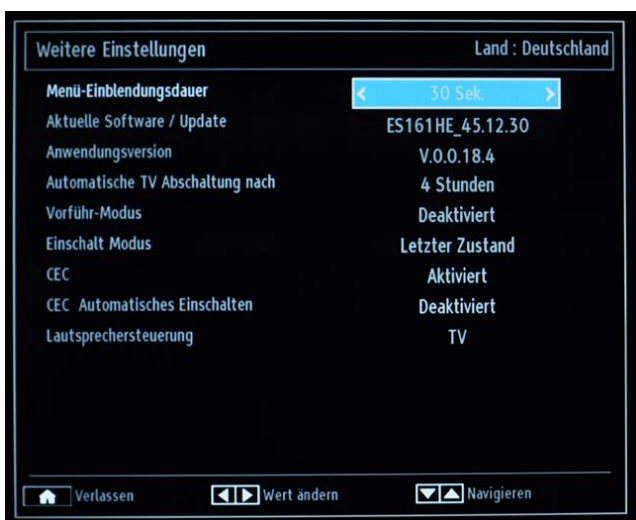 Weitere Einstellungen Land : Deutschland
Menü-Einblendungsdauer 30 Sek.
Aktuelle Software / Update ES161HE_45.12.30
Anwendungsversion V.0.0.18.4
Automatische TV Abschaltung nach 4 Stunden
Vorführ-Modus Deaktiviert
Einschalt Modus Letzter Zustand
CEC Aktiviert
CEC Automatisches Einschalten Deaktiviert
Lautsprechersteuerung TV
Verlassen Wert ändern Navigieren